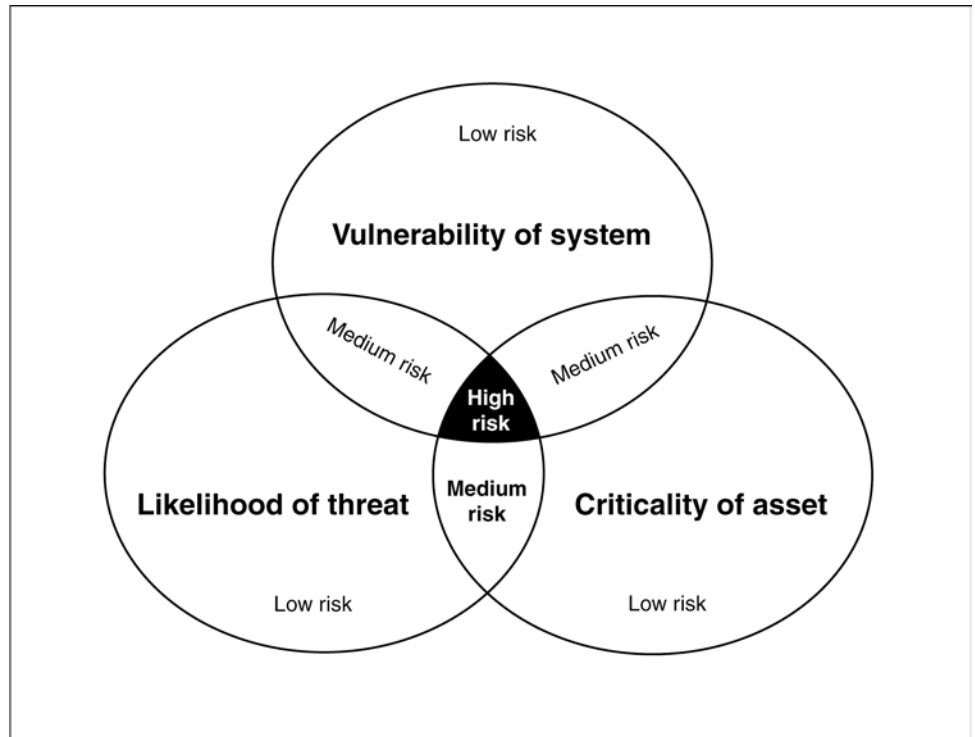 Low risk
Vulnerability of system
Medium risk
Medium risk
High
risk
Likelihood of threat
Medium
risk
Criticality of asset
Low risk
Low risk